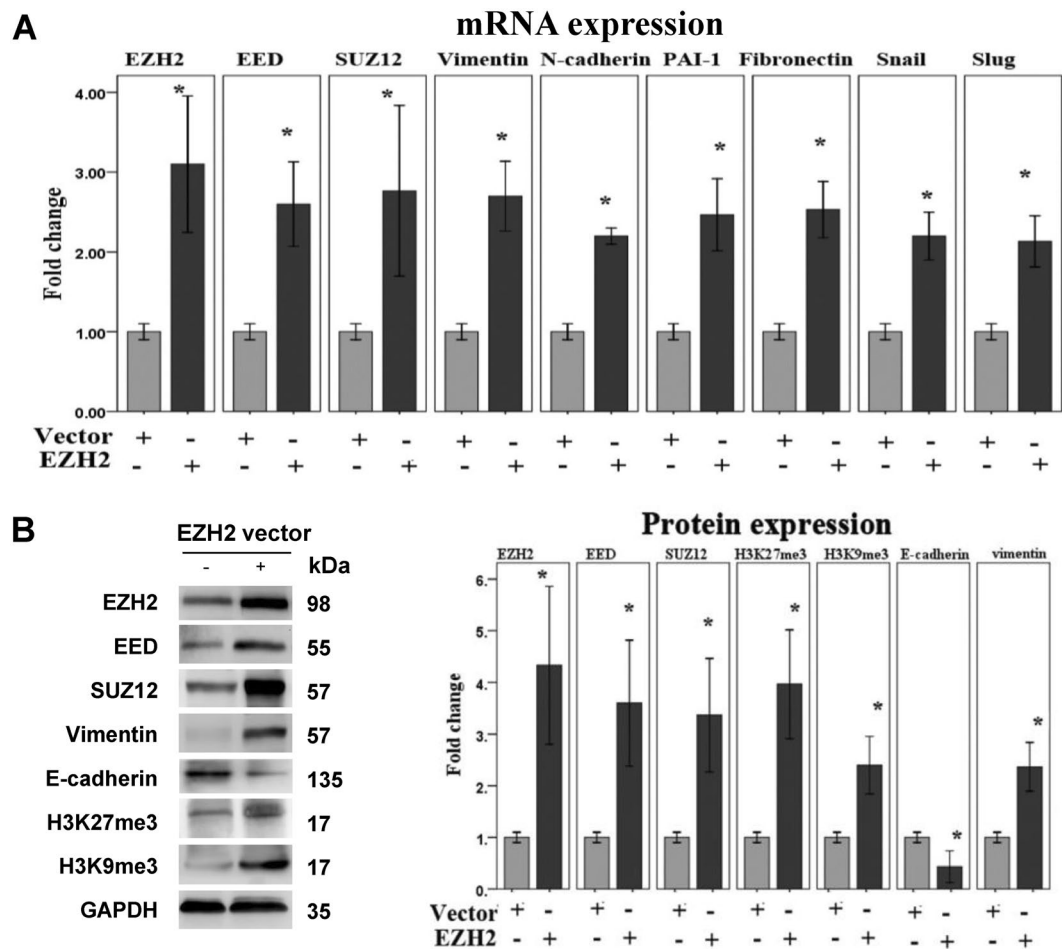 A
mRNA expression
EZH2 EED SUZ12 Vimentin N-cadherin PAI-1 Fibronectin Snail Slug
* * * * * * * * *
Fold change
4.00
3.00
2.00
1.00
0.00
Vector + - + - + - + - + - + - + - + - + -
EZH2 - + - + - + - + - + - + - + - + - +
B
EZH2 vector
- + kDa
EZH2 98
EED 55
SUZ12 57
Vimentin 57
E-cadherin 135
H3K27me3 17
H3K9me3 17
GAPDH 35
Protein expression
EZH2 EED SUZ12 H3K27me3 H3K9me3 E-cadherin vimentin
* * * * * * *
Fold change
6.
5.
4.
3.
2.
1.
0.
Vector + - + - + - + - + - + - + -
EZH2 - + - + - + - + - + - + - +